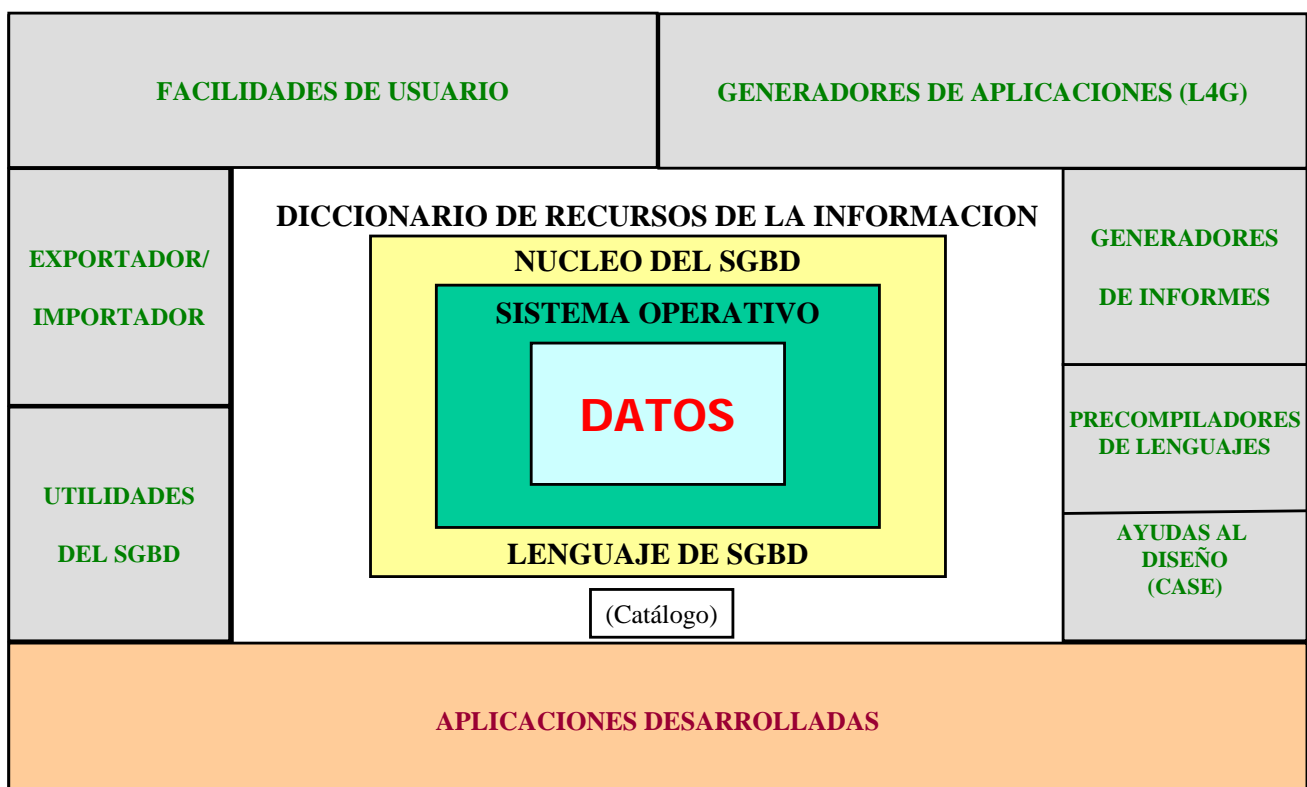 FACILIDADES DE USUARIO
GENERADORES DE APLICACIONES (L4G)
EXPORTADOR/
IMPORTADOR
UTILIDADES
DEL SGBD
DICCIONARIO DE RECURSOS DE LA INFORMACION
NUCLEO DEL SGBD
SISTEMA OPERATIVO
DATOS
LENGUAJE DE SGBD
(Catálogo)
GENERADORES
DE INFORMES
PRECOMPILADORES
DE LENGUAJES
AYUDAS AL
DISEÑO
(CASE)
APLICACIONES DESARROLLADAS